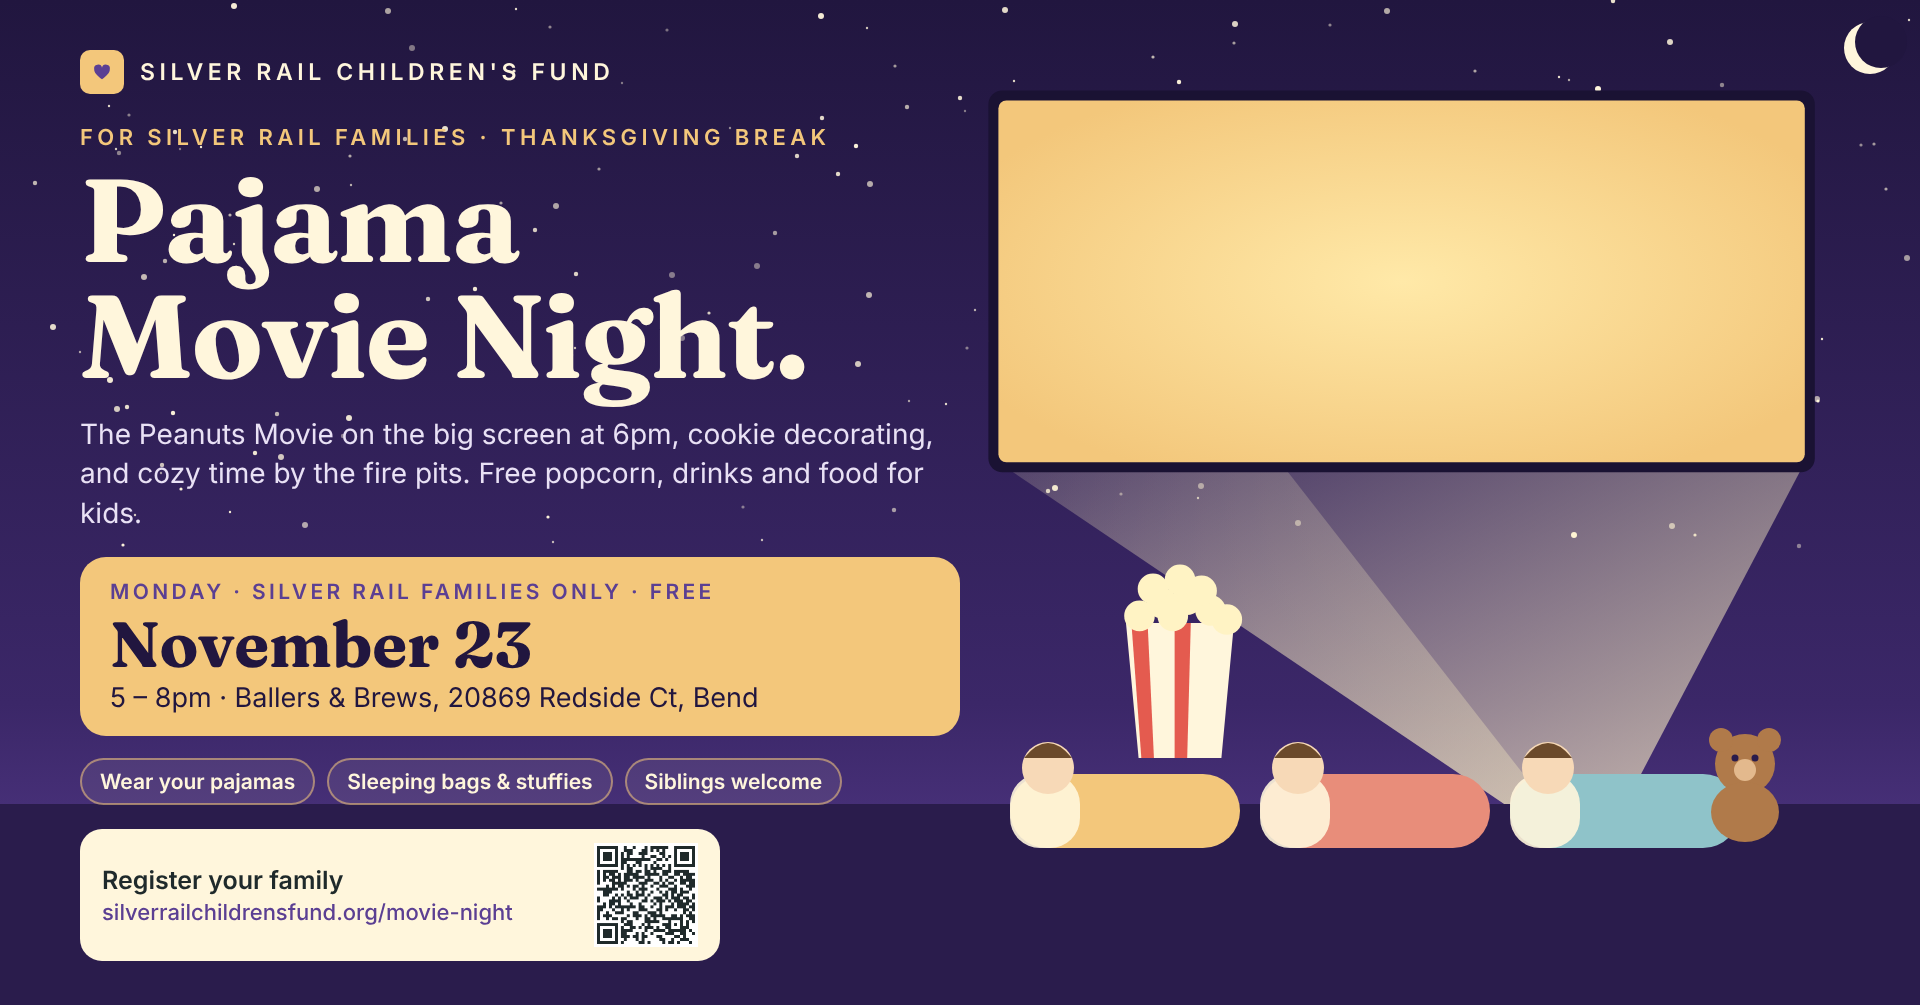 SILVER RAIL CHILDREN'S FUND
FOR SILVER RAIL FAMILIES · THANKSGIVING BREAK
Pajama
Movie Night.
The Peanuts Movie on the big screen at 6pm, cookie decorating,
and cozy time by the fire pits. Free popcorn, drinks and food for
kids.
MONDAY · SILVER RAIL FAMILIES ONLY · FREE
November 23
5 – 8pm · Ballers & Brews, 20869 Redside Ct, Bend
Wear your pajamas
Sleeping bags & stuffies
Siblings welcome
Register your family
silverrailchildrensfund.org/movie-night